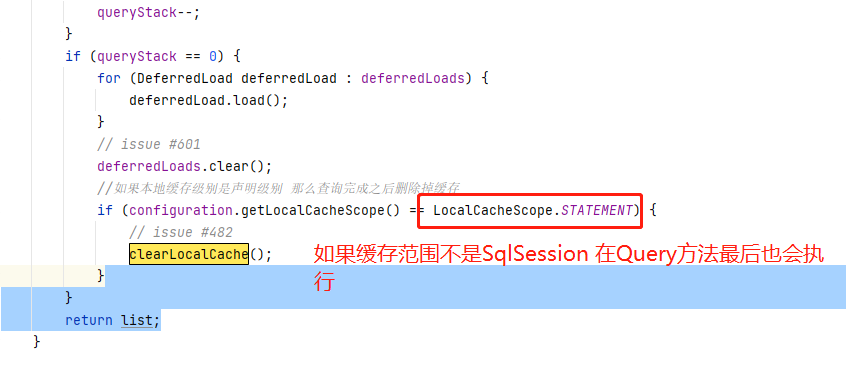 queryStack--;
}
if (queryStack == 0) {
for (DeferredLoad deferredLoad : deferredLoads) {
deferredLoad.load();
}
// issue #601
deferredLoads.clear();
//如果本地缓存级别是声明级别 那么查询完成之后删除掉缓存
if (configuration.getLocalCacheScope() == LocalCacheScope.STATEMENT) {
// issue #482
clearLocalCache();
如果缓存范围不是SqlSession 在Query方法最后也会执
行
}
}
return list;
}